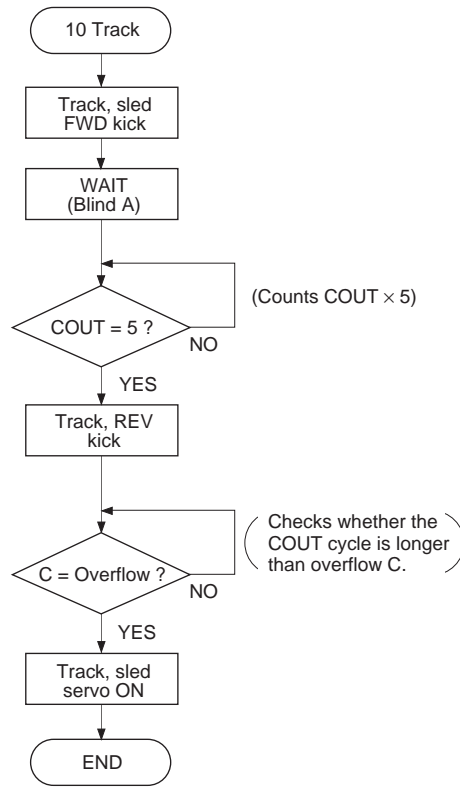 10 Track
Track, sled
FWD kick
WAIT
(Blind A)
(Counts COUT × 5)
COUT = 5 ?
NO
YES
Track, REV
kick
Checks whether the
COUT cycle is longer
than overflow C.
C = Overflow ?
NO
YES
Track, sled
servo ON
END